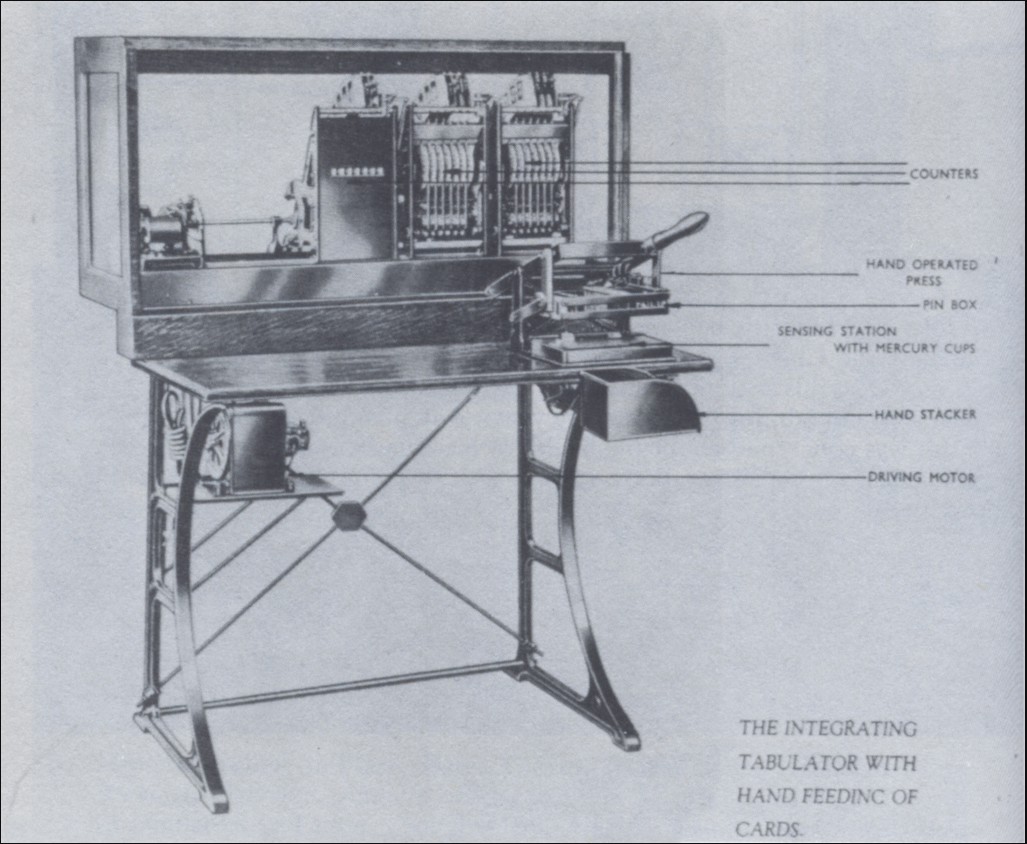 COUNTERS
HAND OPERATED
PRESS
PIN BOX
SENSING STATION
WITH MERCURY CUPS
HAND STACKER
DRIVING MOTOR
THE INTEGRATING
TABULATOR WITH
HAND FEEDING OF
CARDS.